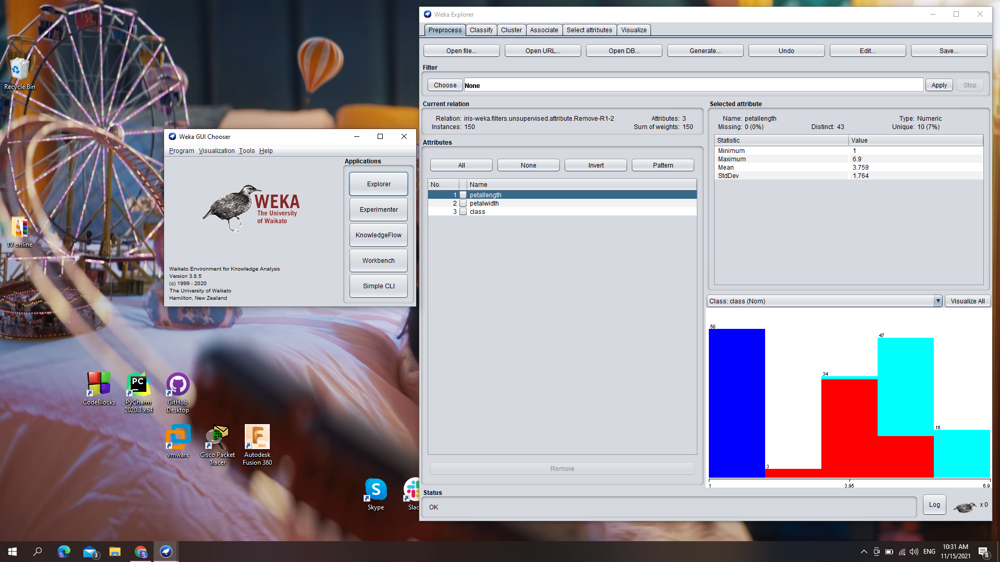 Recycle Bin
TV online
CodeBlocks
PyCharm
2020.3 x64
GitHub
Desktop
vmware
Cisco Packet
Tracer
Autodesk
Fusion 360
Skype
Slac
Weka GUI Chooser
Program Visualization Tools Help
WEKA
The University
of Waikato
Waikato Environment for Knowledge Analysis
Version 3.8.5
(c) 1999 - 2020
The University of Waikato
Hamilton, New Zealand
Applications
Explorer
Experimenter
KnowledgeFlow
Workbench
Simple CLI
Weka Explorer
Preprocess Classify Cluster Associate Select attributes Visualize
Open file... Open URL... Open DB... Generate... Undo Edit... Save...
Filter
Choose None Apply Stop
Current relation
Relation: iris-weka.filters.unsupervised.attribute.Remove-R1-2 Attributes: 3
Instances: 150 Sum of weights: 150
Attributes
All None Invert Pattern
No. Name
1 petallength
2 petalwidth
3 class
Remove
Selected attribute
Name: petallength Type: Numeric
Missing: 0 (0%) Distinct: 43 Unique: 10 (7%)
Statistic Value
Minimum 1
Maximum 6.9
Mean 3.759
StdDev 1.764
Class: class (Nom) Visualize All
50
3
34
47
16
1 3.95 6.9
Status
OK
Log x 0
PC
S
F
360
3
ENG
10:31 AM
11/15/2021
8